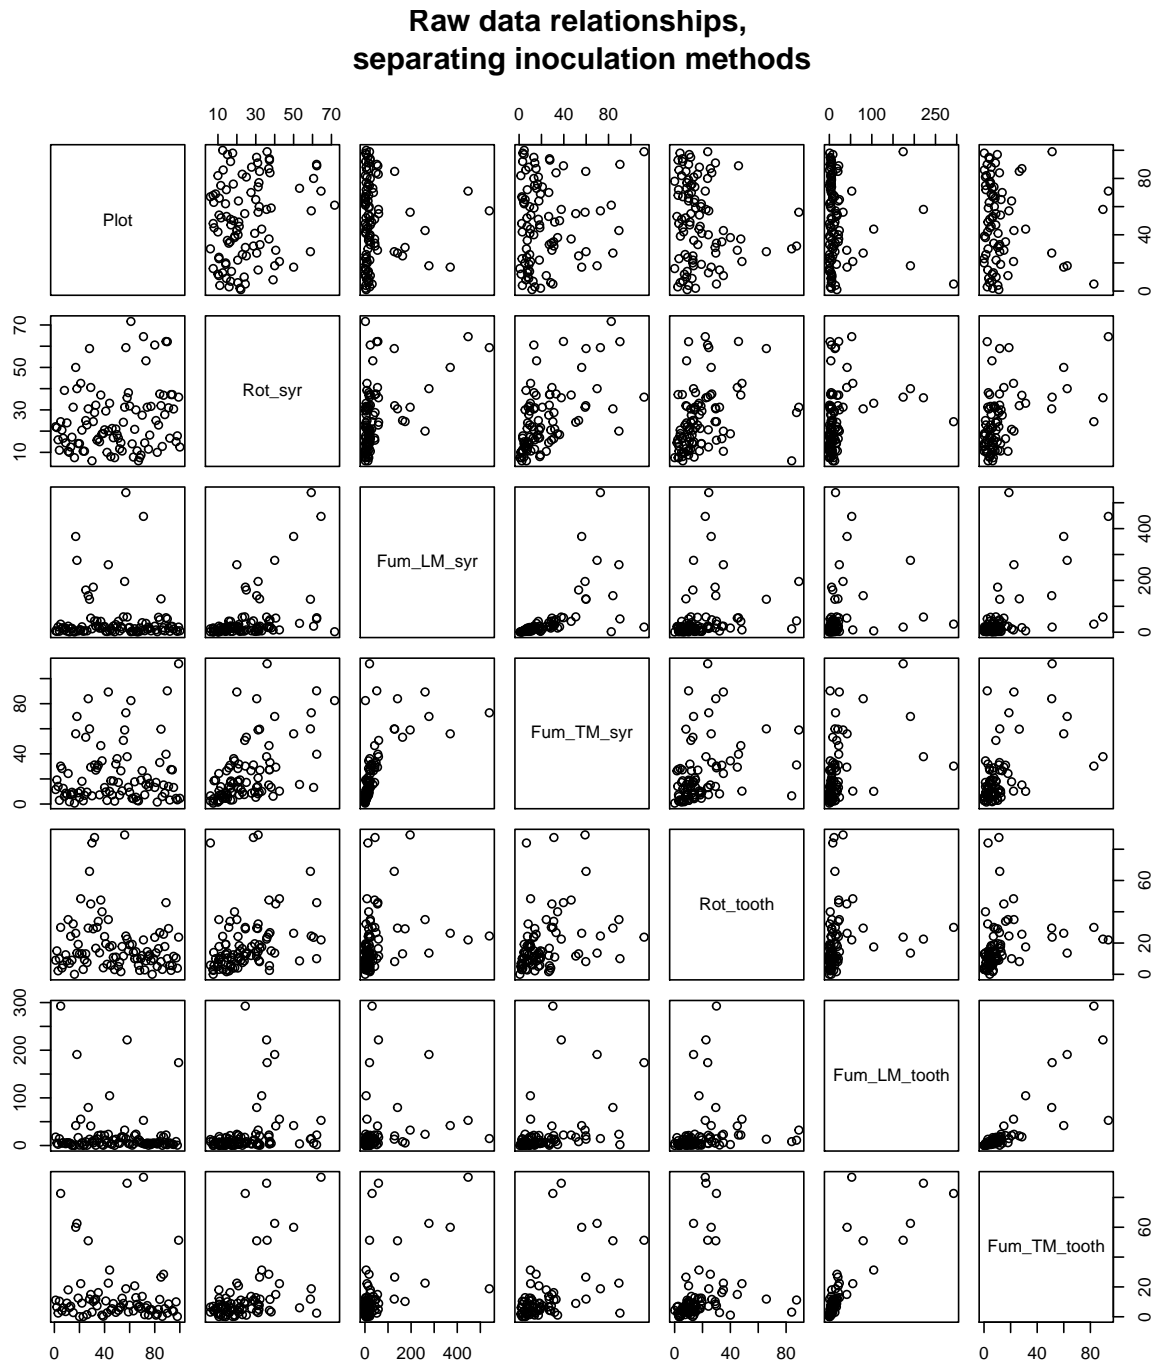 Raw data relationships,
separating inoculation methods
10 30 50 70
0 40 80
0 100 250
Plot
0 40 80
10 30 50 70
Rot_syr
Fum_LM_syr
0 200 400
0 40 80
Fum_TM_syr
Rot_tooth
0 20 60
0 100 200 300
Fum_LM_tooth
Fum_TM_tooth
0 20 60
0 40 80
0 200 400
0 40 80
0 40 80